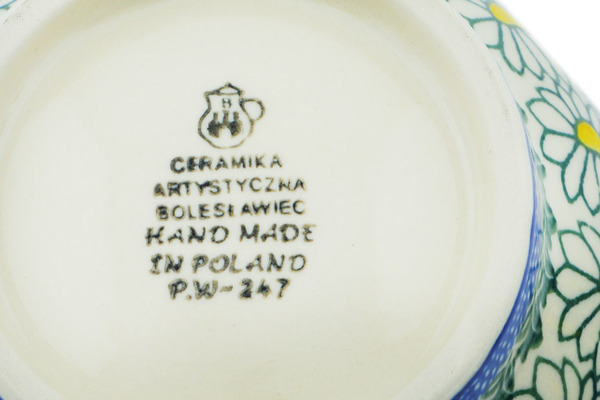 B
CERAMIKA
ARTYSTYCZNA
BOLESŁAWIEC
HAND MADE
IN POLAND
P.W-247